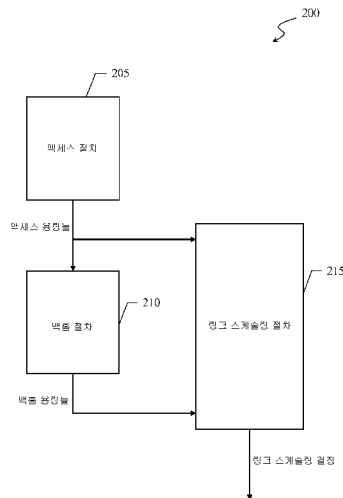 200
205
액세스 절차
액세스 용량들
215
210
백홀 절차
링크 스케줄링 절차
백홀 용량들
링크 스케줄링 결정